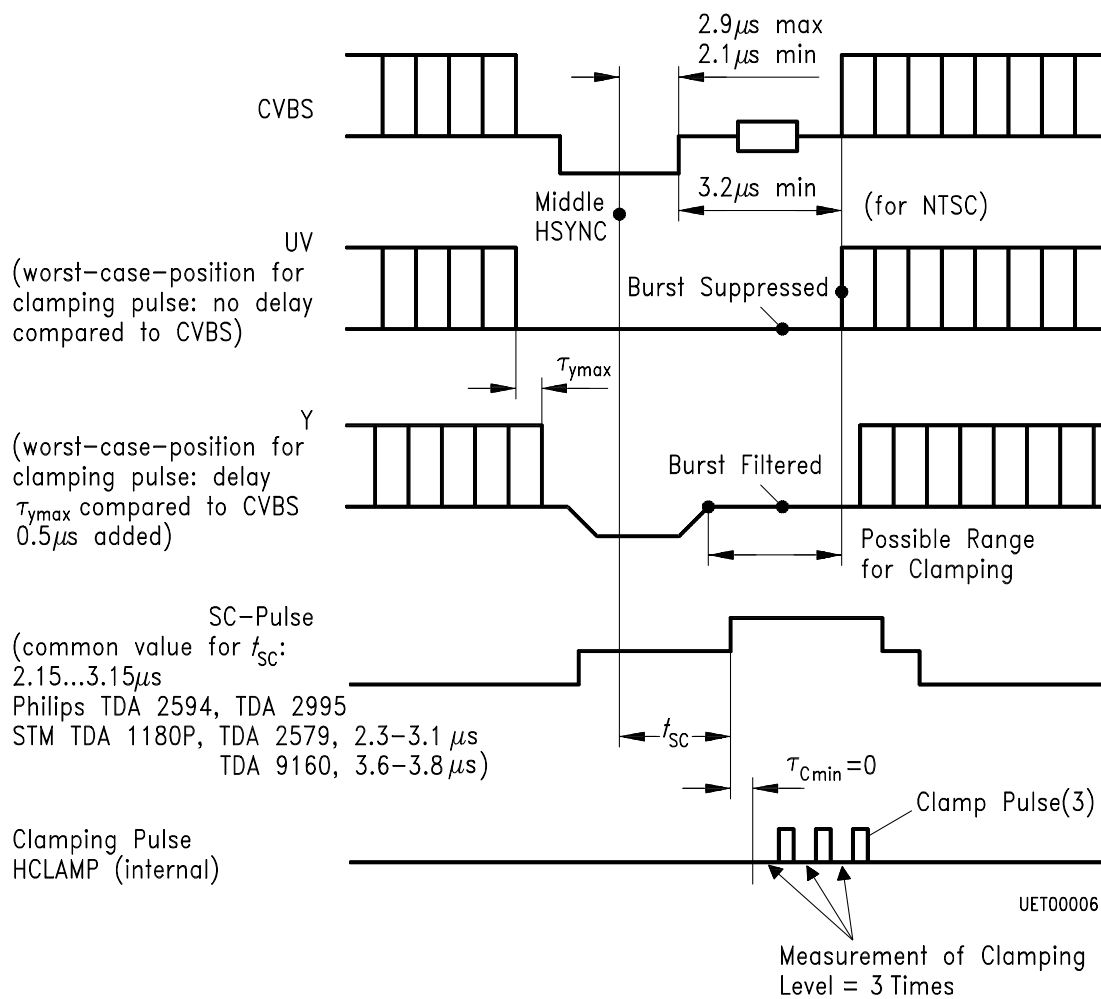 2.9μs max
2.1μs min
CVBS
3.2μs min
(for NTSC)
Middle
HSYNC
UV
(worst-case-position for
clamping pulse: no delay
compared to CVBS)
Burst Suppressed
τymax
Y
(worst-case-position for
clamping pulse: delay
τymax compared to CVBS
0.5μs added)
Burst Filtered
Possible Range
for Clamping
SC-Pulse
(common value for tSC:
2.15...3.15μs
Philips TDA 2594, TDA 2995
STM TDA 1180P, TDA 2579, 2.3-3.1 μs
TDA 9160, 3.6-3.8 μs)
tSC
τCmin=0
Clamp Pulse(3)
Clamping Pulse
HCLAMP (internal)
UET00006
Measurement of Clamping
Level = 3 Times